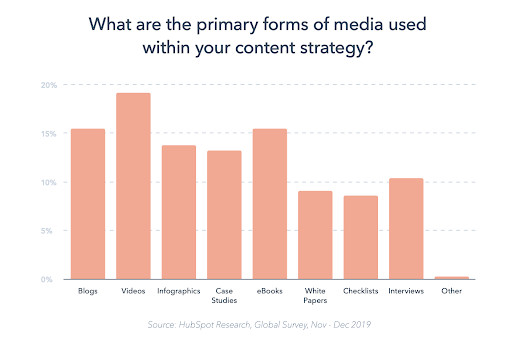 What are the primary forms of media used
within your content strategy?
20%
15%
10%
5%
0%
Blogs
Videos
Infographics
Case
Studies
eBooks
White
Papers
Checklists
Interviews
Other
Source: HubSpot Research, Global Survey, Nov - Dec 2019